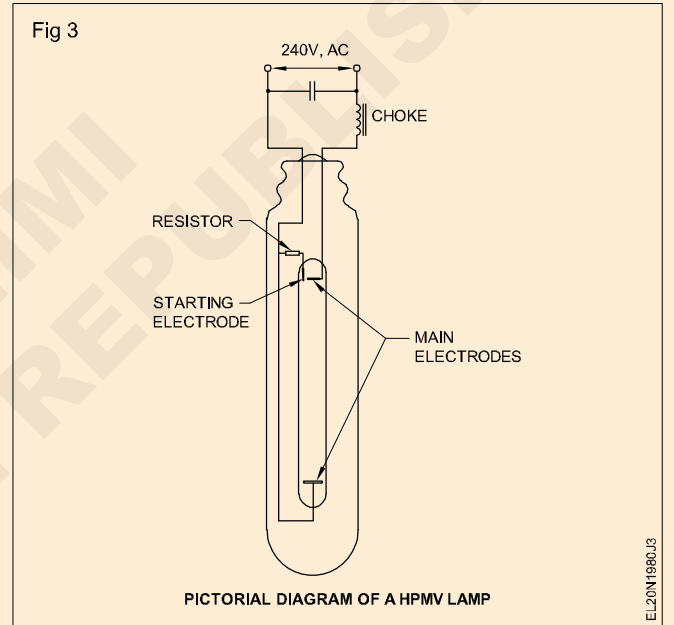 Fig 3
240V, AC
CHOKE
RESISTOR
STARTING
ELECTRODE
MAIN
ELECTRODES
PICTORIAL DIAGRAM OF A HPMV LAMP
EL20N1980J3